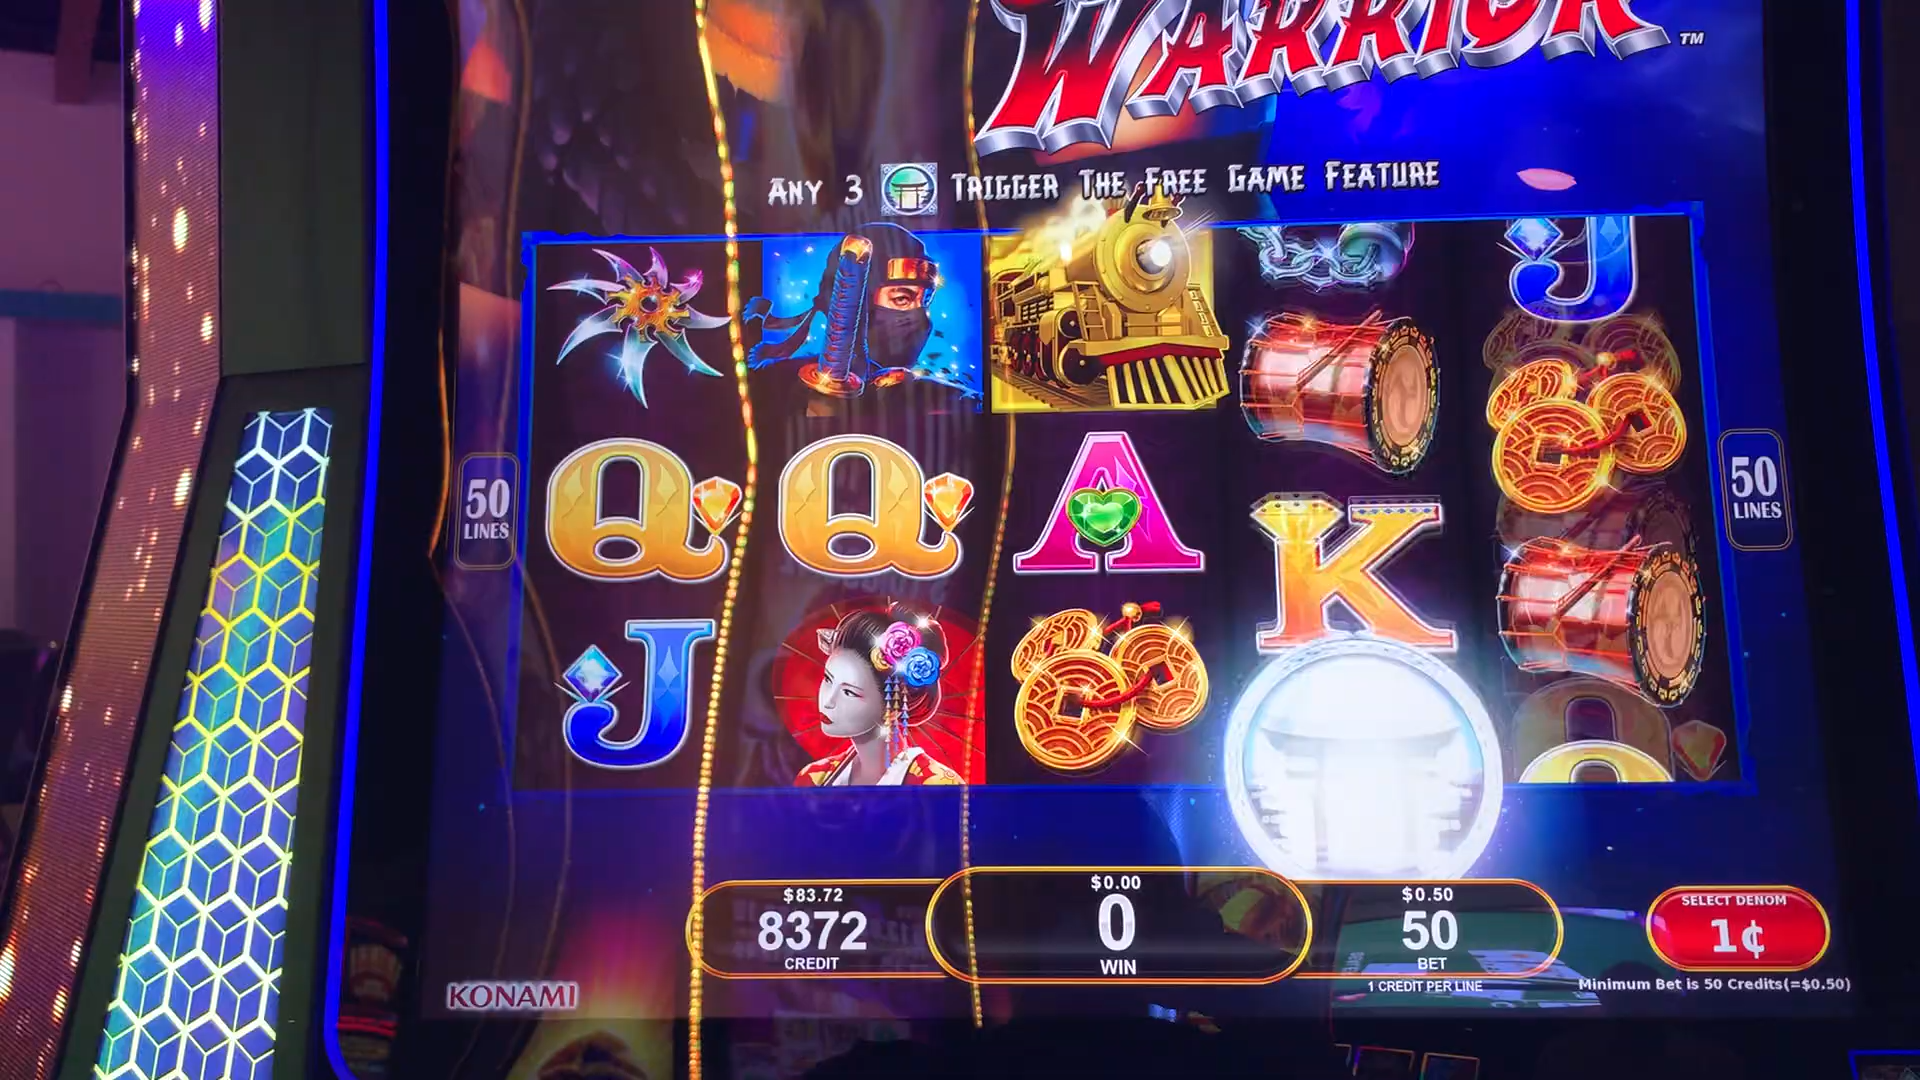 WARRIOR™
ANY 3 TRIGGER THE FREE GAME FEATURE
J
50
LINES
50
LINES
Q
Q
A
K
J
Q
$83.72
8372
CREDIT
$0.00
0
WIN
$0.50
50
BET
1 CREDIT PER LINE
SELECT DENOM
1¢
Minimum Bet is 50 Credits(=$0.50)
KONAMI